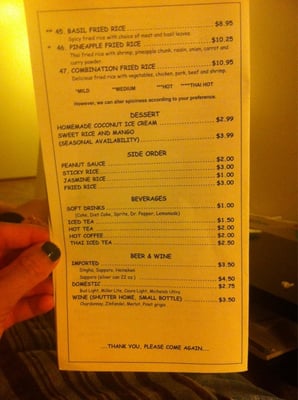 ** 45. BASIL FRIED RICE $8.95
Spicy fried rice with choice of meat and basil leaves.
* 46. PINEAPPLE FRIED RICE $10.25
Thai fried rice with shrimp, pineapple chunk, raisin, onion, carrot and
curry powder.
47. COMBINATION FRIED RICE $10.95
Delicious fried rice with vegetables, chicken, pork, beef and shrimp.
*MILD **MEDIUM ***HOT ****THAI HOT
However, we can alter spiciness according to your preference.
DESSERT
HOMEMADE COCONUT ICE CREAM $2.99
SWEET RICE AND MANGO $3.99
(SEASONAL AVAILABILITY)
SIDE ORDER
PEANUT SAUCE $2.00
STICKY RICE $3.00
JASMINE RICE $1.00
FRIED RICE $3.00
BEVERAGES
SOFT DRINKS $1.00
(Coke, Diet Coke, Sprite, Dr. Pepper, Lemonade)
ICED TEA $1.50
HOT TEA $2.00
HOT COFFEE $2.00
THAI ICED TEA $2.50
BEER & WINE
IMPORTED $3.50
Singha, Sapporo, Heineken
Sapporo (silver can 22 oz) $4.50
DOMESTIC $2.75
Bud Light, Miller Lite, Coors Light, Michelob Ultra
WINE (SHUTTER HOME, SMALL BOTTLE) $3.50
Chardonnay, Zinfandel, Merlot, Pinot grigio
.....THANK YOU, PLEASE COME AGAIN.....